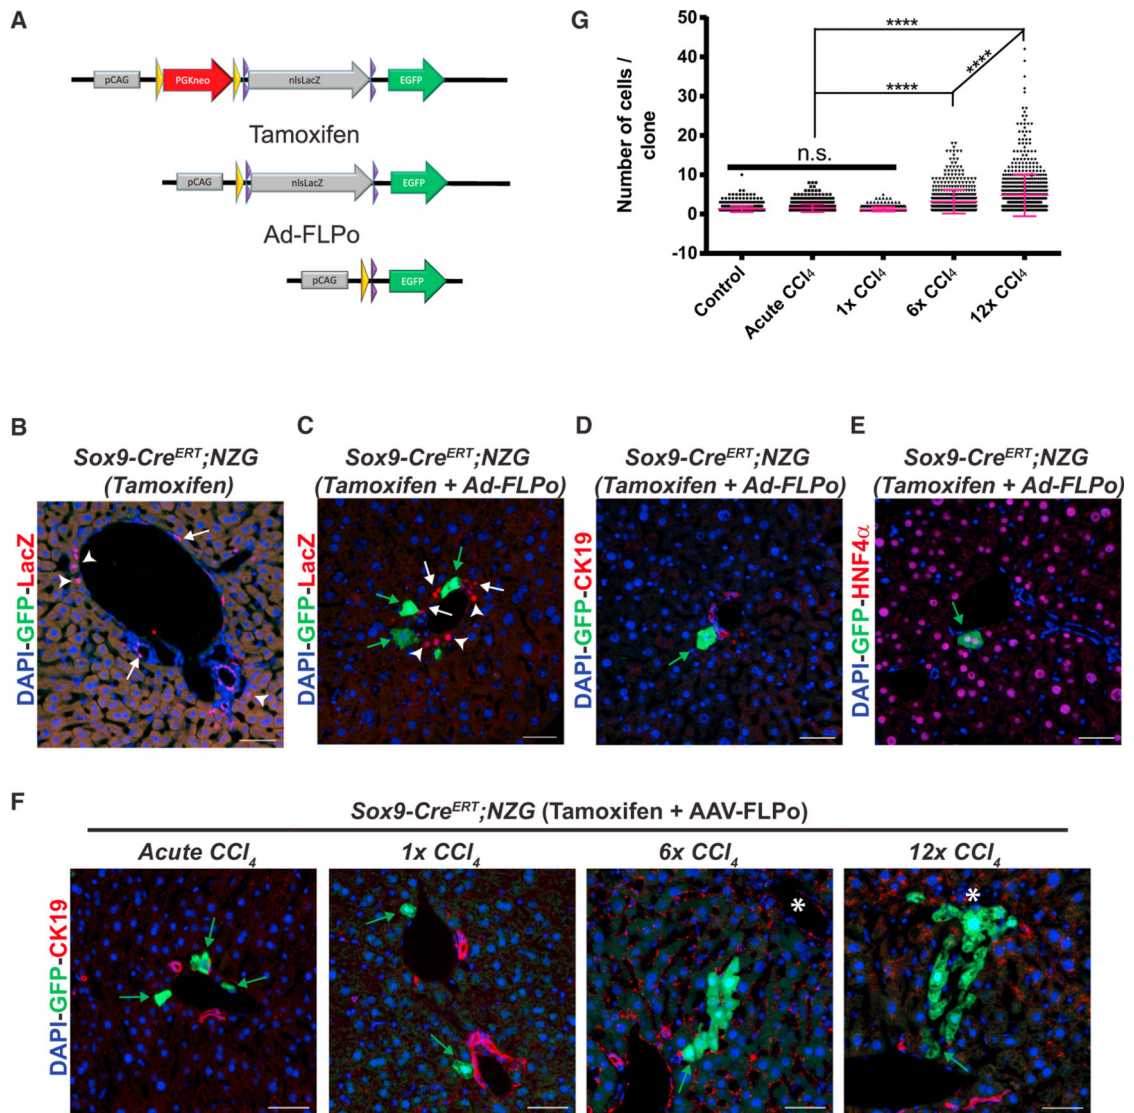 A
pCAG
PGKneo
nlsLacZ
EGFP
Tamoxifen
pCAG
nlsLacZ
EGFP
Ad-FLPo
pCAG
EGFP
G
Number of cells /
clone
50
40
30
20
10
0
-10
n.s.
****
****
****
Control
Acute CCl4
1x CCl4
6x CCl4
12x CCl4
B
Sox9-CreERT;NZG
(Tamoxifen)
DAPI-GFP-LacZ
C
Sox9-CreERT;NZG
(Tamoxifen + Ad-FLPo)
DAPI-GFP-LacZ
D
Sox9-CreERT;NZG
(Tamoxifen + Ad-FLPo)
DAPI-GFP-CK19
E
Sox9-CreERT;NZG
(Tamoxifen + Ad-FLPo)
DAPI-GFP-HNF4α
F
Sox9-CreERT;NZG (Tamoxifen + AAV-FLPo)
Acute CCl4
1x CCl4
6x CCl4
12x CCl4
DAPI-GFP-CK19
*
*